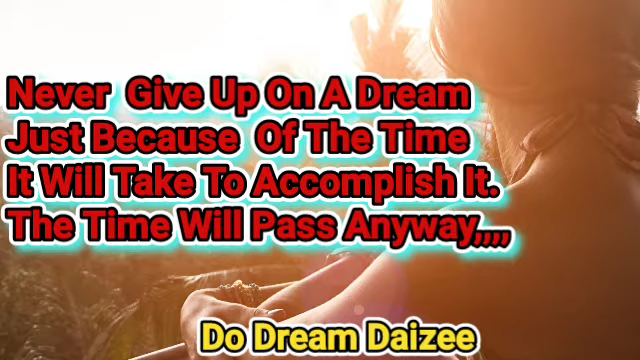 Never Give Up On A Dream
Just Because Of The Time
It Will Take To Accomplish It.
The Time Will Pass Anyway,,,,
Do Dream Daizee